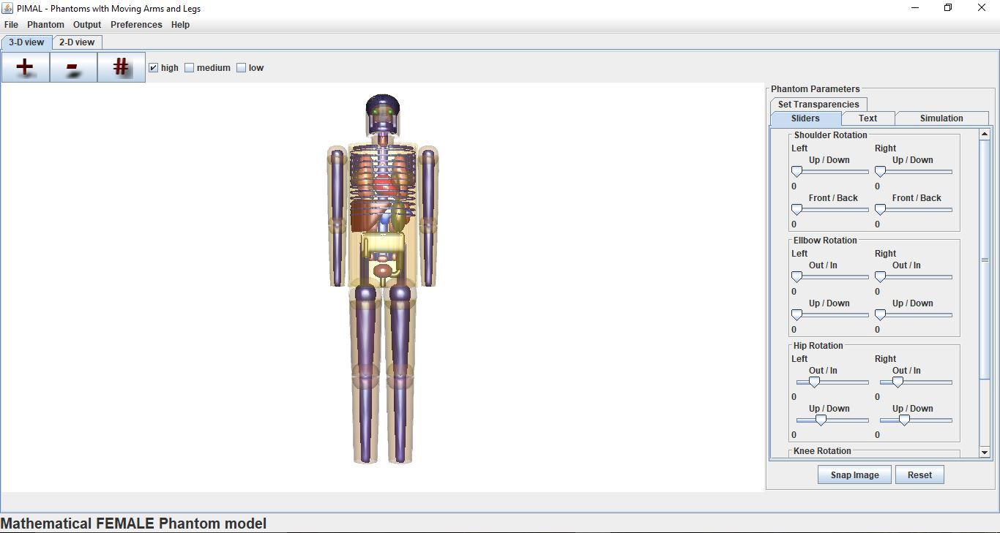 PIMAL - Phantoms wIth Moving Arms and Legs
File Phantom Output Preferences Help
3-D view 2-D view
+ - # high medium low
Phantom Parameters
Set Transparencies
Sliders Text Simulation
Shoulder Rotation
Left Right
Up / Down Up / Down
0 0
Front / Back Front / Back
0 0
Ellbow Rotation
Left Right
Out / In Out / In
0 0
Up / Down Up / Down
0 0
Hip Rotation
Left Right
Out / In Out / In
0 0
Up / Down Up / Down
0 0
Knee Rotation
Snap Image Reset
Mathematical FEMALE Phantom model